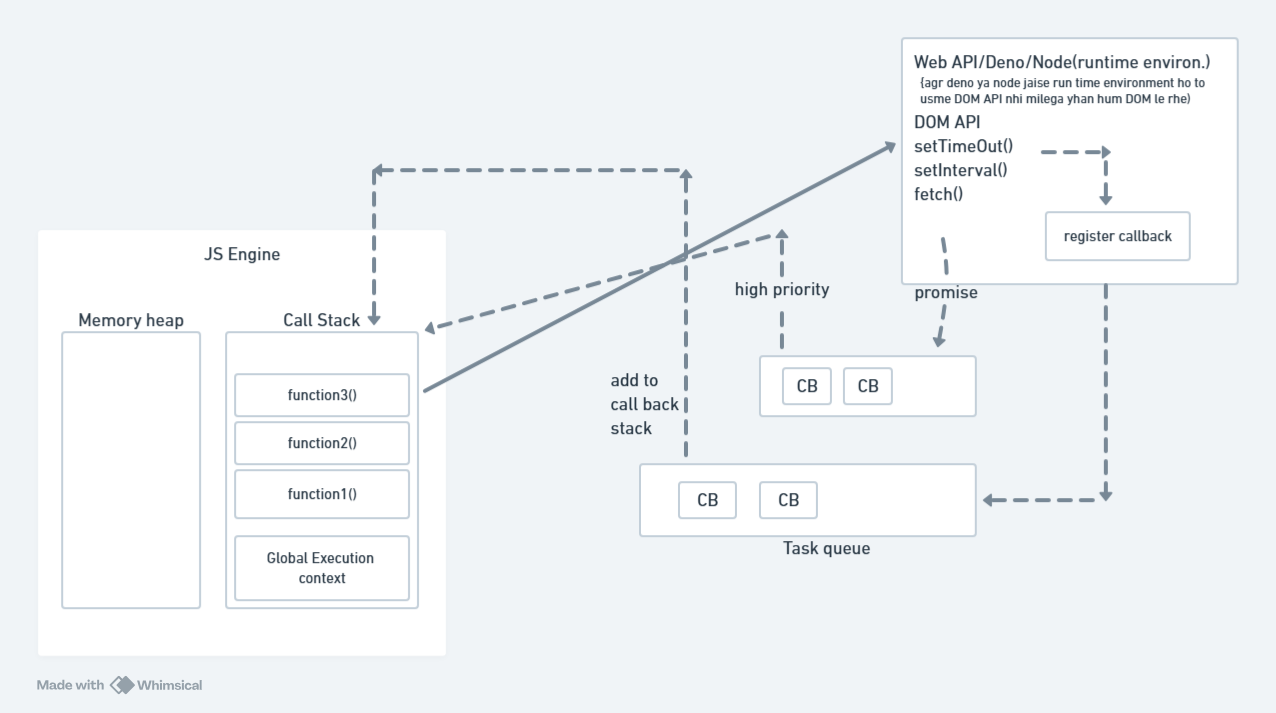 Web API/Deno/Node(runtime environ.)
{agr deno ya node jaise run time environment ho to
usme DOM API nhi milega yhan hum DOM le rhe)
DOM API
setTimeOut()
setInterval()
fetch()
register callback
promise
JS Engine
Memory heap
Call Stack
function3()
function2()
function1()
Global Execution
context
high priority
CB
CB
add to
call back
stack
CB
CB
Task queue
Made with Whimsical